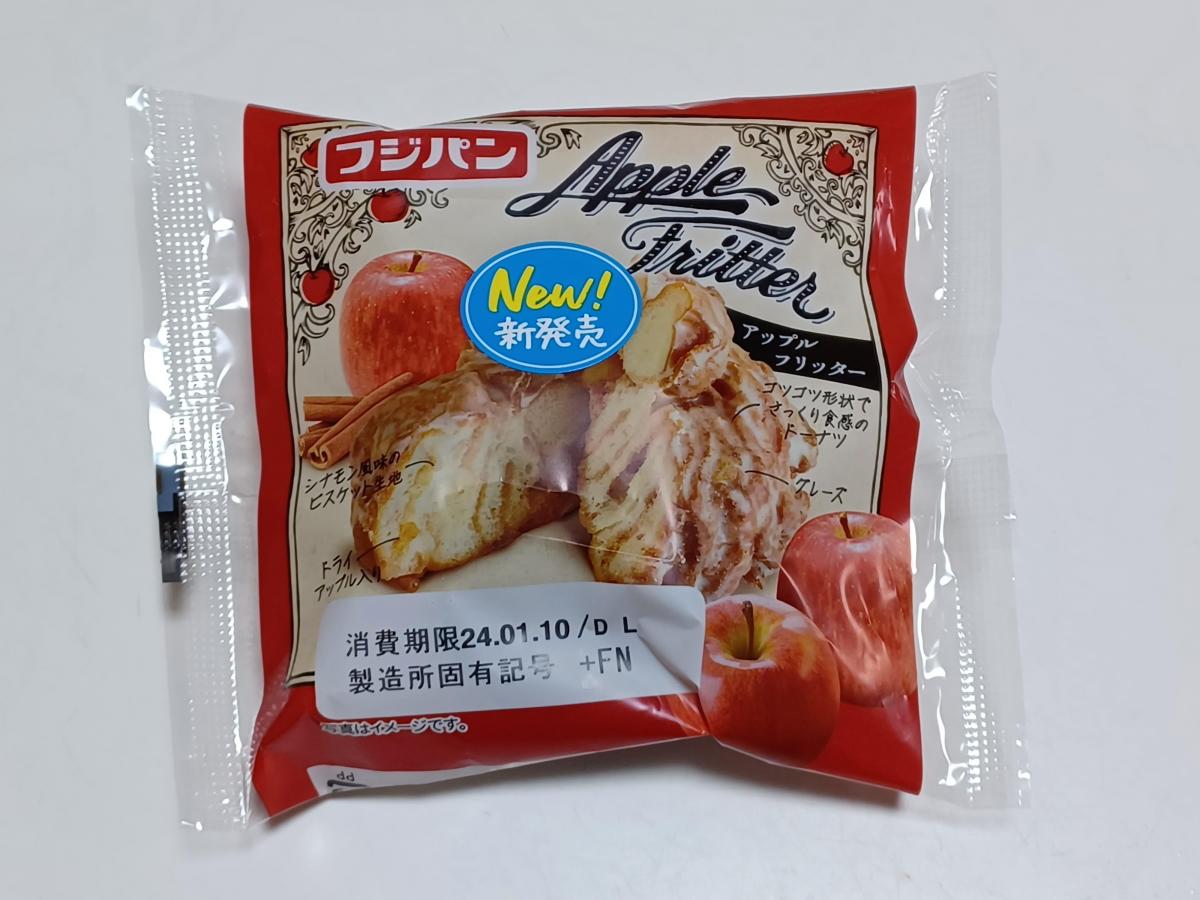 フジパン
Apple
Fritter
New!
新発売
アップル
フリッター
ゴツゴツ形状で
さっくり食感の
ドーナツ
グレーズ
シナモン風味の
ビスケット生地
ドライ
アップル入り
消費期限24.01.10/D L
製造所固有記号 +FN
写真はイメージです。